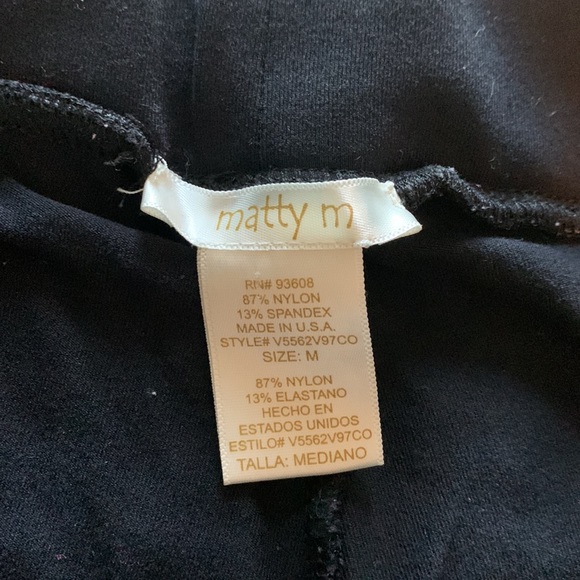 matty m
RN# 93608
87% NYLON
13% SPANDEX
MADE IN U.S.A.
STYLE# V5562V97CO
SIZE: M
87% NYLON
13% ELASTANO
HECHO EN
ESTADOS UNIDOS
ESTILO# V5562V97CO
TALLA: MEDIANO